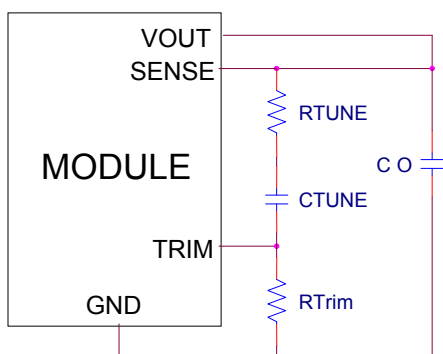 VOUT
SENSE
RTUNE
MODULE
C O
CTUNE
TRIM
GND
RTrim